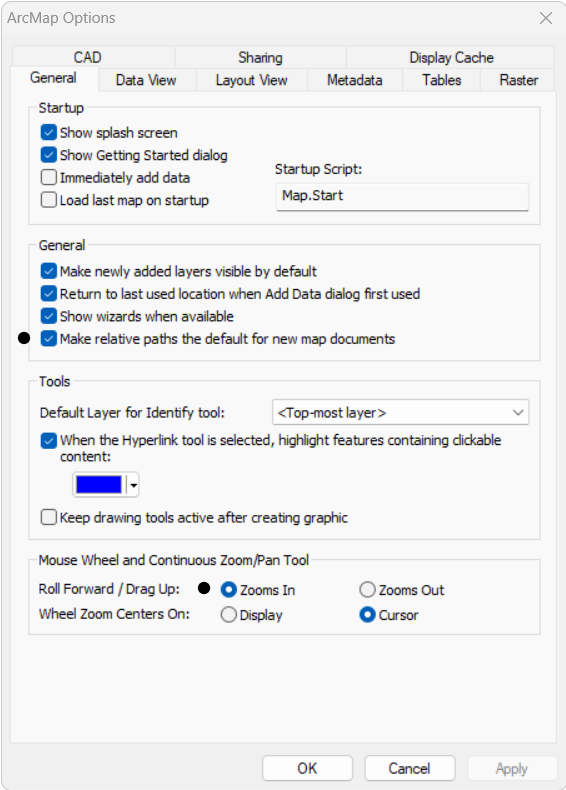 ArcMap Options
CAD Sharing Display Cache
General Data View Layout View Metadata Tables Raster
Startup
Show splash screen
Show Getting Started dialog
Immediately add data
Load last map on startup
Startup Script:
Map.Start
General
Make newly added layers visible by default
Return to last used location when Add Data dialog first used
Show wizards when available
Make relative paths the default for new map documents
Tools
Default Layer for Identify tool: <Top-most layer>
When the Hyperlink tool is selected, highlight features containing clickable
content:
Keep drawing tools active after creating graphic
Mouse Wheel and Continuous Zoom/Pan Tool
Roll Forward / Drag Up: Zooms In Zooms Out
Wheel Zoom Centers On: Display Cursor
OK Cancel Apply